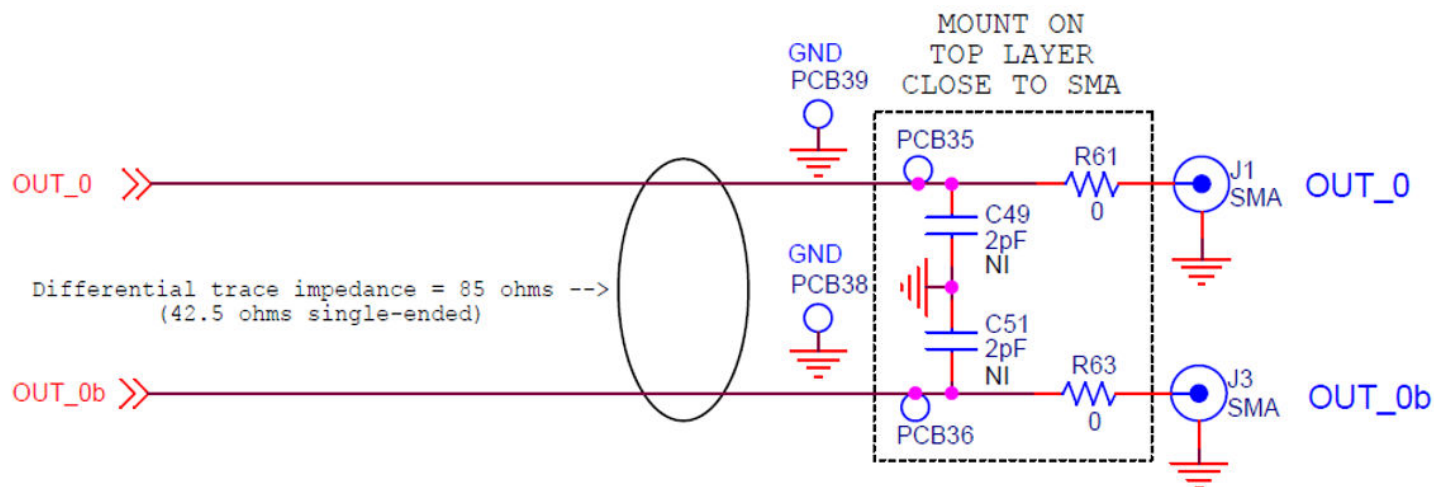 MOUNT ON
TOP LAYER
CLOSE TO SMA
GND
PCB39
PCB35
R61
0
J1
SMA
OUT_0
OUT_0
C49
2pF
NI
GND
PCB38
Differential trace impedance = 85 ohms -->
(42.5 ohms single-ended)
C51
2pF
NI
R63
0
J3
SMA
OUT_0b
OUT_0b
PCB36